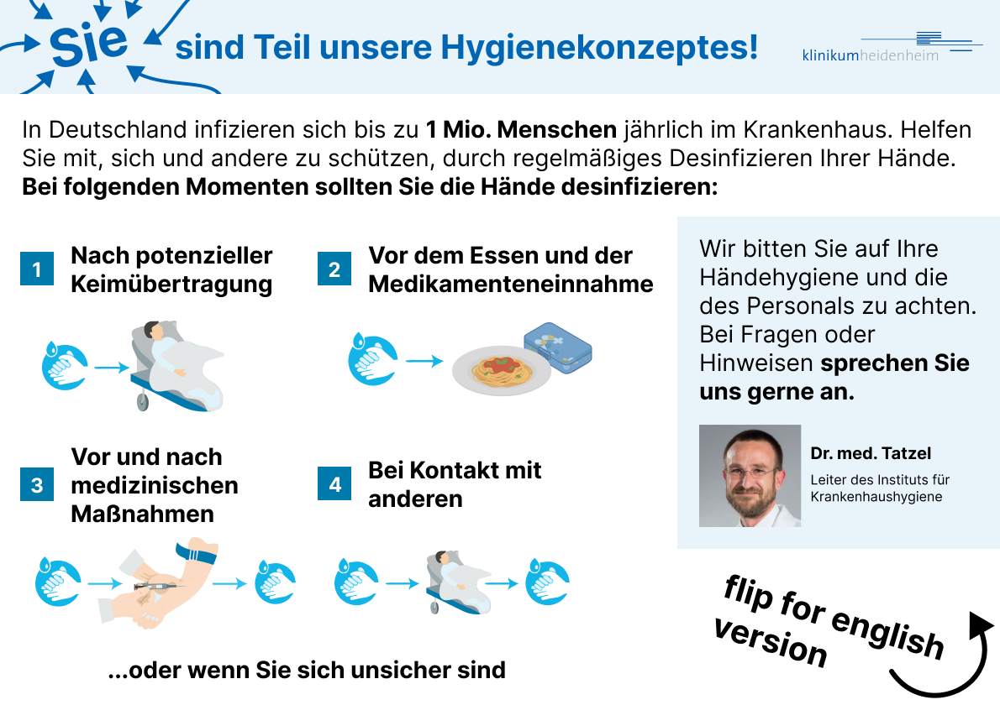 Sie sind Teil unsere Hygienekonzeptes!
klinikumheidenheim
In Deutschland infizieren sich bis zu 1 Mio. Menschen jährlich im Krankenhaus. Helfen
Sie mit, sich und andere zu schützen, durch regelmäßiges Desinfizieren Ihrer Hände.
Bei folgenden Momenten sollten Sie die Hände desinfizieren:
1
Nach potenzieller
Keimübertragung
2
Vor dem Essen und der
Medikamenteneinnahme
3
Vor und nach
medizinischen
Maßnahmen
4
Bei Kontakt mit
anderen
...oder wenn Sie sich unsicher sind
Wir bitten Sie auf Ihre
Händehygiene und die
des Personals zu achten.
Bei Fragen oder
Hinweisen sprechen Sie
uns gerne an.
Dr. med. Tatzel
Leiter des Instituts für
Krankenhaushygiene
flip for english
version